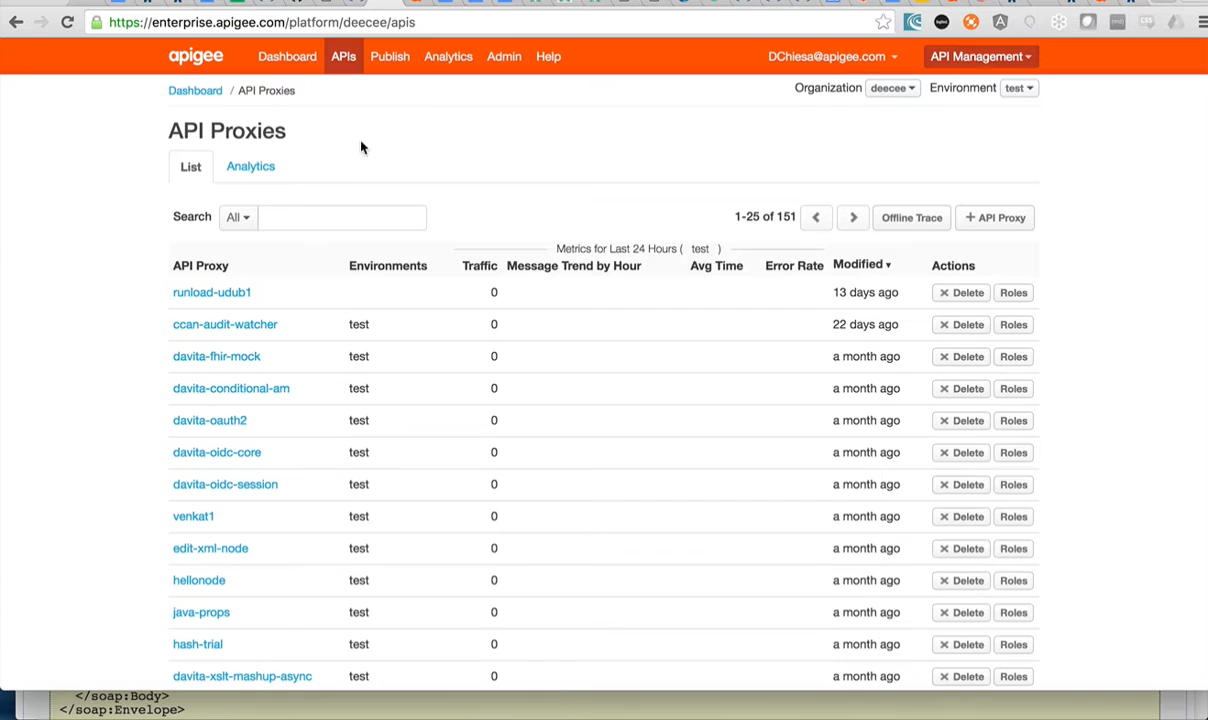 https://enterprise.apigee.com/platform/deecee/apis
apigee Dashboard APIs Publish Analytics Admin Help DChiesa@apigee.com API Management
Dashboard / API Proxies Organization deecee Environment test
API Proxies
List Analytics
Search All 1-25 of 151 Offline Trace + API Proxy
Metrics for Last 24 Hours ( test )
API Proxy Environments Traffic Message Trend by Hour Avg Time Error Rate Modified Actions
runload-udub1 0 13 days ago Delete Roles
ccan-audit-watcher test 0 22 days ago Delete Roles
davita-fhir-mock test 0 a month ago Delete Roles
davita-conditional-am test 0 a month ago Delete Roles
davita-oauth2 test 0 a month ago Delete Roles
davita-oidc-core test 0 a month ago Delete Roles
davita-oidc-session test 0 a month ago Delete Roles
venkat1 test 0 a month ago Delete Roles
edit-xml-node test 0 a month ago Delete Roles
hellonode test 0 a month ago Delete Roles
java-props test 0 a month ago Delete Roles
hash-trial test 0 a month ago Delete Roles
davita-xslt-mashup-async test 0 a month ago Delete Roles
</soap:Body>
</soap:Envelope>